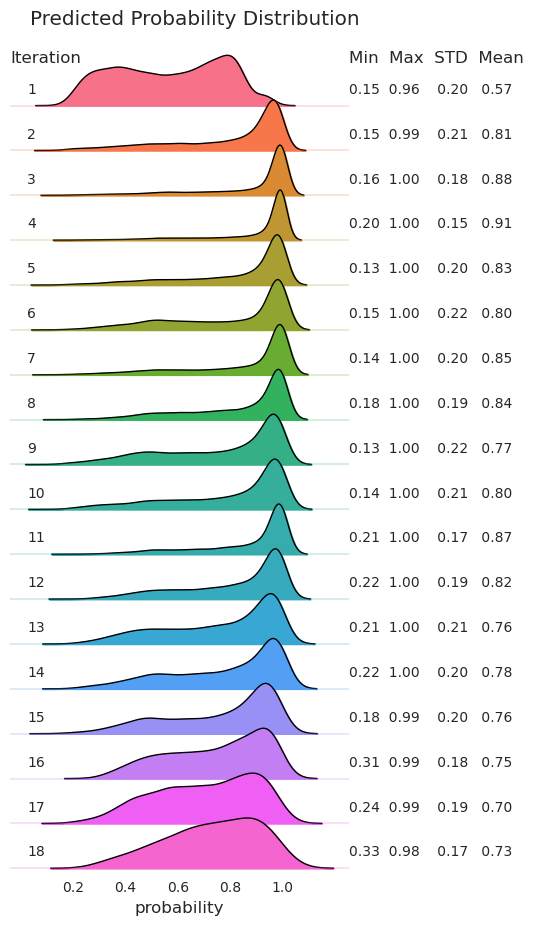 Predicted Probability Distribution
Iteration Min Max STD Mean
1 0.15 0.96 0.20 0.57
2 0.15 0.99 0.21 0.81
3 0.16 1.00 0.18 0.88
4 0.20 1.00 0.15 0.91
5 0.13 1.00 0.20 0.83
6 0.15 1.00 0.22 0.80
7 0.14 1.00 0.20 0.85
8 0.18 1.00 0.19 0.84
9 0.13 1.00 0.22 0.77
10 0.14 1.00 0.21 0.80
11 0.21 1.00 0.17 0.87
12 0.22 1.00 0.19 0.82
13 0.21 1.00 0.21 0.76
14 0.22 1.00 0.20 0.78
15 0.18 0.99 0.20 0.76
16 0.31 0.99 0.18 0.75
17 0.24 0.99 0.19 0.70
18 0.33 0.98 0.17 0.73
0.2 0.4 0.6 0.8 1.0
probability